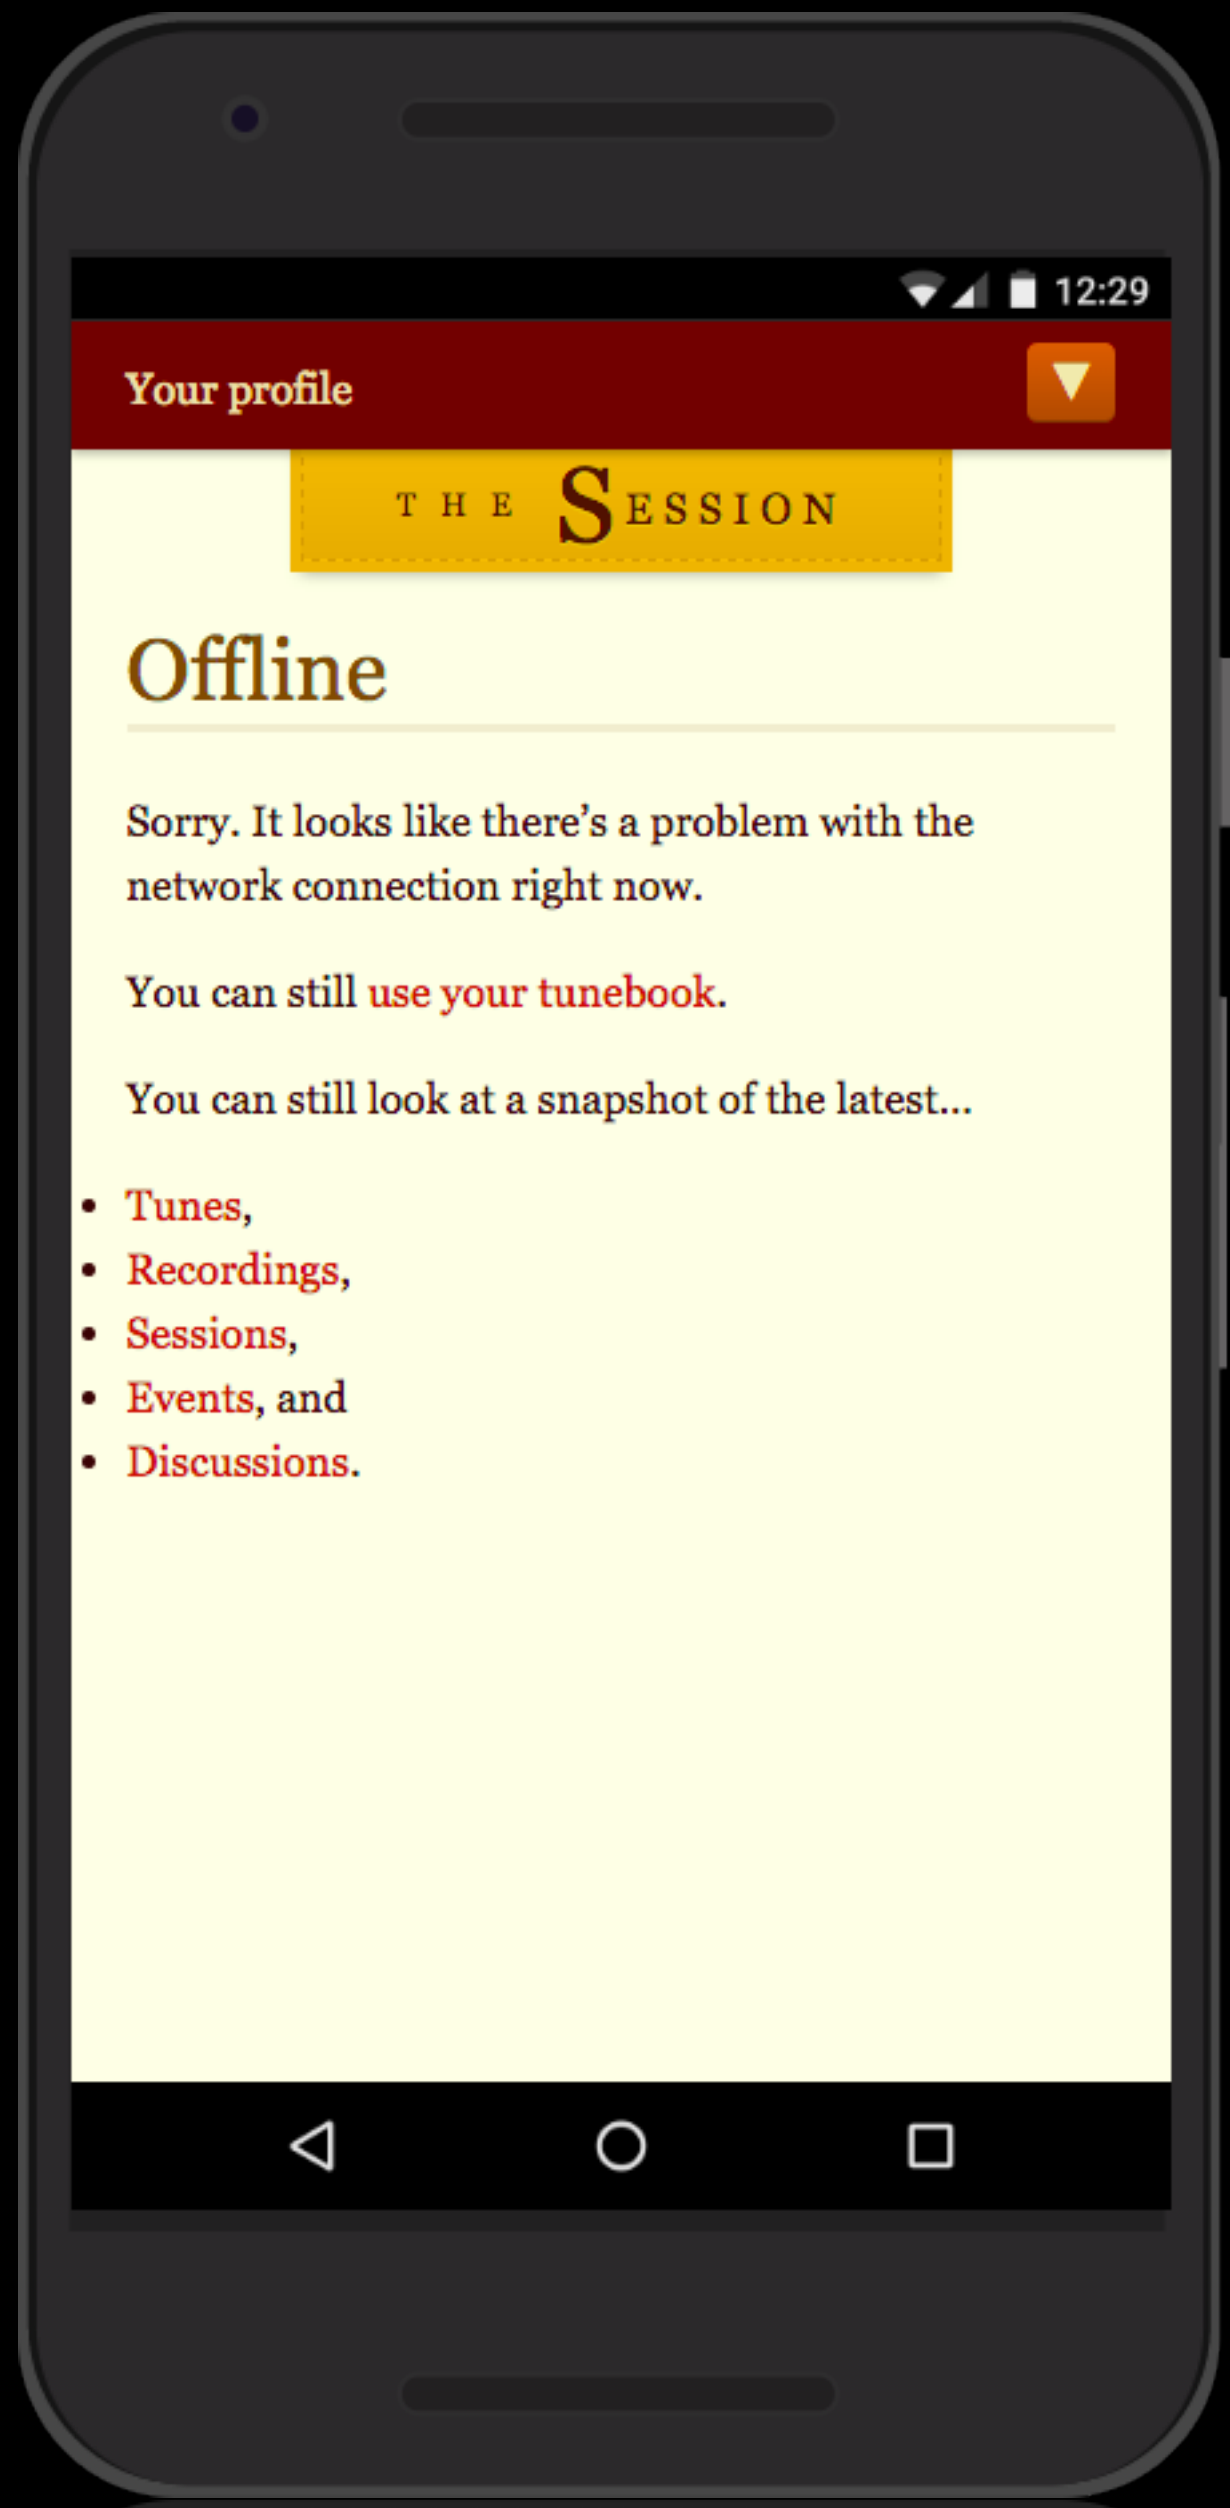 12:29
Your profile
THE SESSION
Offline
Sorry. It looks like there’s a problem with the
network connection right now.
You can still use your tunebook.
You can still look at a snapshot of the latest…
• Tunes,
• Recordings,
• Sessions,
• Events, and
• Discussions.